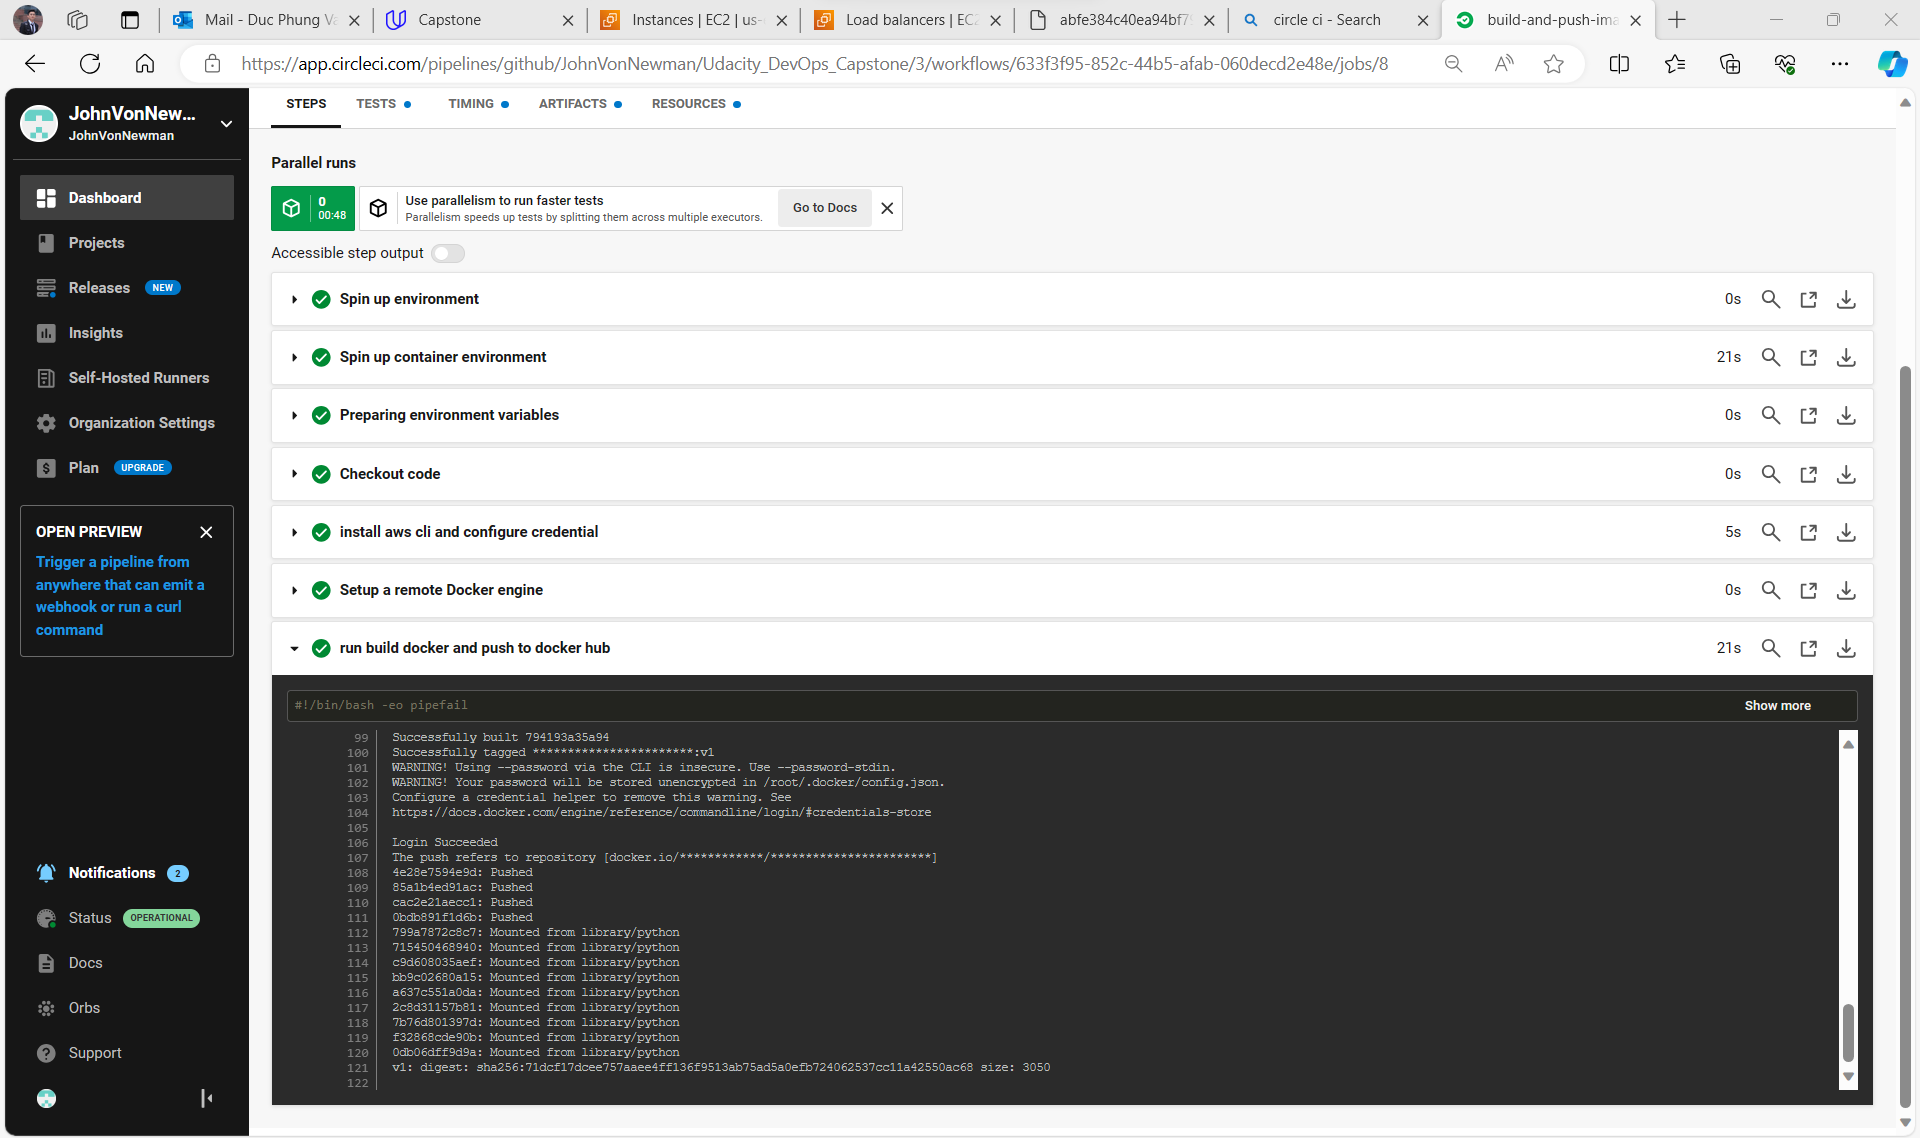 Mail - Duc Phung Va
Capstone
Instances | EC2 | us-
Load balancers | EC2
abfe384c40ea94bf7
circle ci - Search
build-and-push-ima
https://app.circleci.com/pipelines/github/JohnVonNewman/Udacity_DevOps_Capstone/3/workflows/633f3f95-852c-44b5-afab-060decd2e48e/jobs/8
JohnVonNew...
JohnVonNewman
Dashboard
Projects
Releases NEW
Insights
Self-Hosted Runners
Organization Settings
Plan UPGRADE
OPEN PREVIEW
Trigger a pipeline from
anywhere that can emit a
webhook or run a curl
command
Notifications 2
Status OPERATIONAL
Docs
Orbs
Support
STEPS TESTS TIMING ARTIFACTS RESOURCES
Parallel runs
0
00:48
Use parallelism to run faster tests
Parallelism speeds up tests by splitting them across multiple executors.
Go to Docs
Accessible step output
Spin up environment 0s
Spin up container environment 21s
Preparing environment variables 0s
Checkout code 0s
install aws cli and configure credential 5s
Setup a remote Docker engine 0s
run build docker and push to docker hub 21s
#!/bin/bash -eo pipefail Show more
99 Successfully built 794193a35a94
100 Successfully tagged ***********************:v1
101 WARNING! Using --password via the CLI is insecure. Use --password-stdin.
102 WARNING! Your password will be stored unencrypted in /root/.docker/config.json.
103 Configure a credential helper to remove this warning. See
104 https://docs.docker.com/engine/reference/commandline/login/#credentials-store
105
106 Login Succeeded
107 The push refers to repository [docker.io/************/***********************]
108 4e28e7594e9d: Pushed
109 85a1b4ed91ac: Pushed
110 cac2e21aecc1: Pushed
111 0bdb891f1d6b: Pushed
112 799a7872c8c7: Mounted from library/python
113 715450468940: Mounted from library/python
114 c9d608035aef: Mounted from library/python
115 bb9c02680a15: Mounted from library/python
116 a637c551a0da: Mounted from library/python
117 2c8d31157b81: Mounted from library/python
118 7b76d801397d: Mounted from library/python
119 f32868cde90b: Mounted from library/python
120 0db06dff9d9a: Mounted from library/python
121 v1: digest: sha256:71dcf17dcee757aaee4ff136f9513ab75ad5a0efb724062537cc11a42550ac68 size: 3050
122